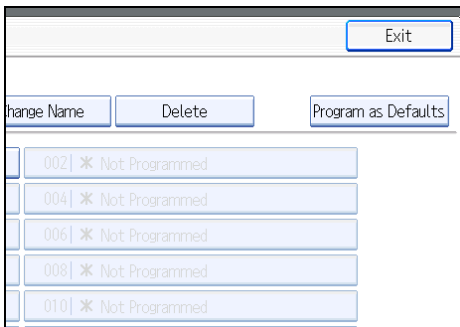 Exit
Change Name Delete Program as Defaults
002 ✱ Not Programmed
004 ✱ Not Programmed
006 ✱ Not Programmed
008 ✱ Not Programmed
010 ✱ Not Programmed